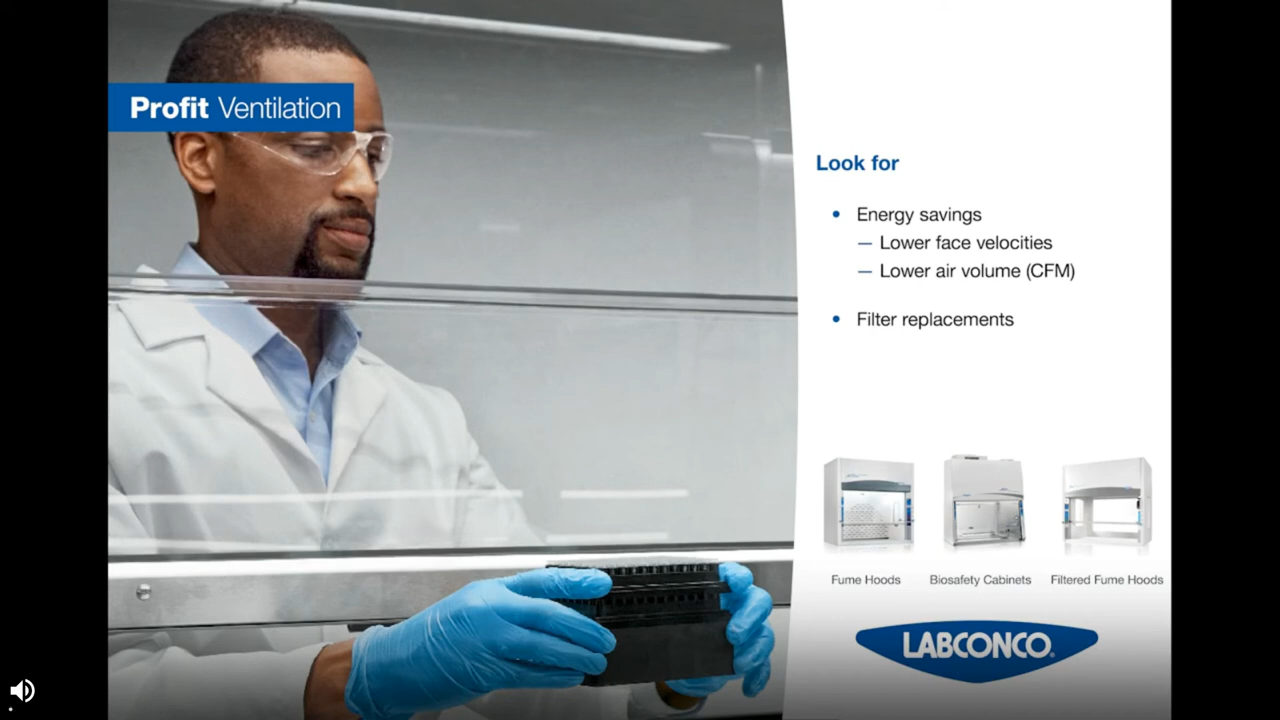 Profit Ventilation
Look for
• Energy savings
— Lower face velocities
— Lower air volume (CFM)
• Filter replacements
Fume Hoods
Biosafety Cabinets
Filtered Fume Hoods
LABCONCO®